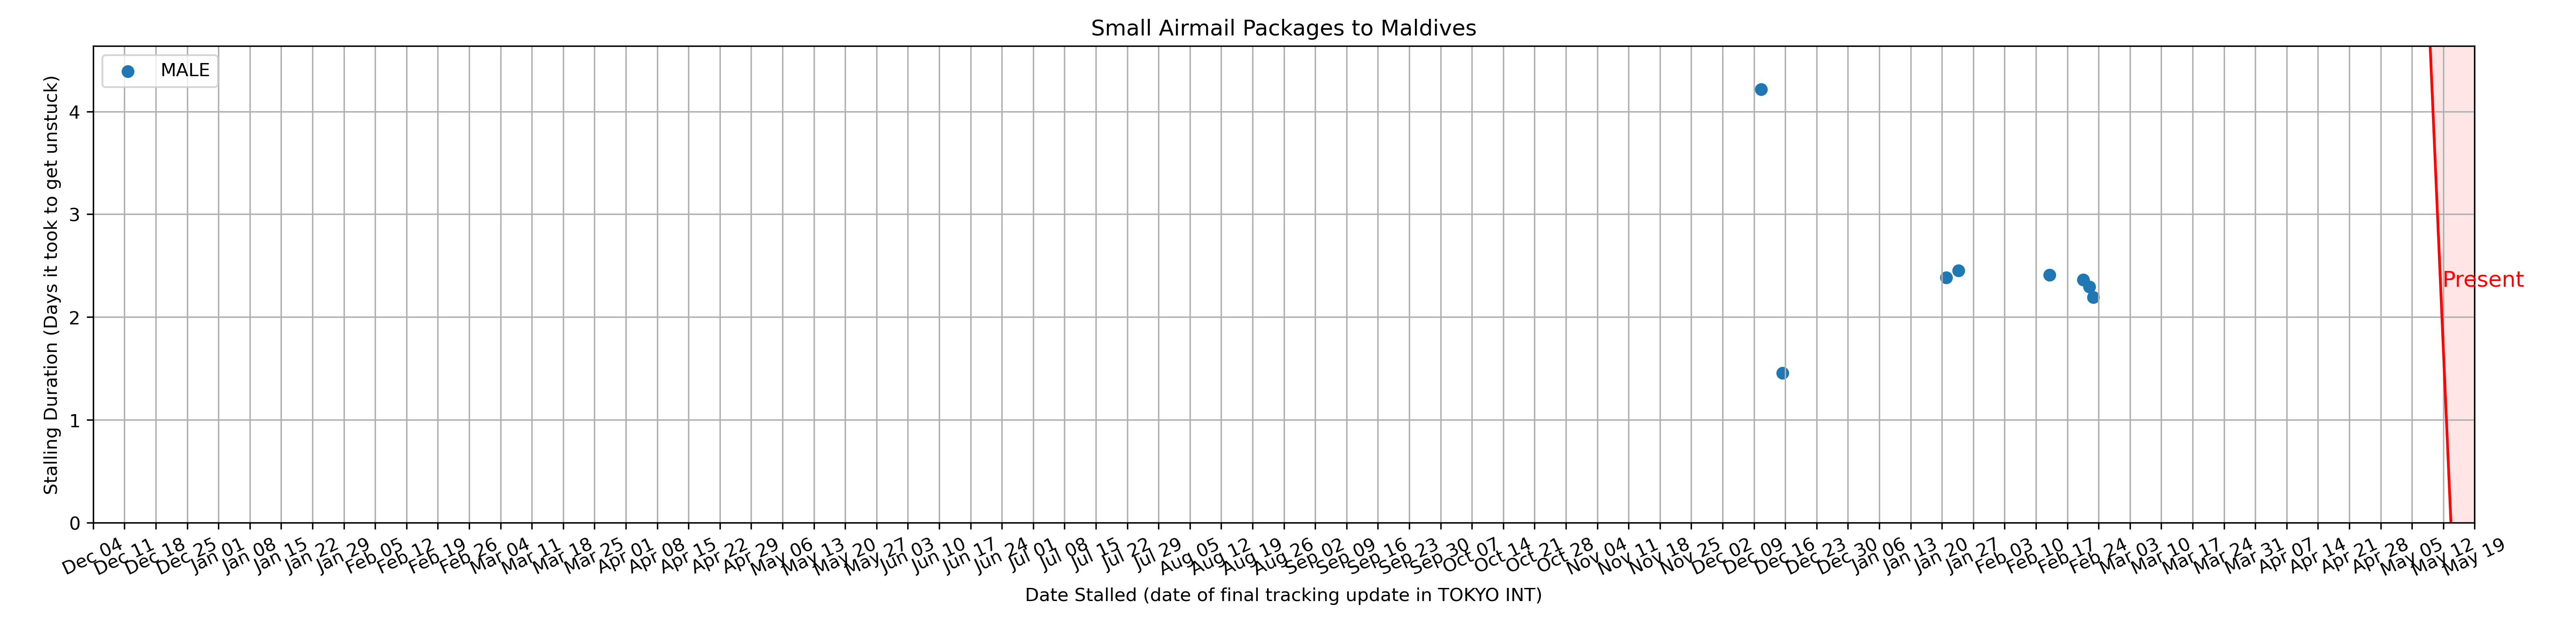 Small Airmail Packages to Maldives
MALE
Stalling Duration (Days it took to get unstuck)
4
3
2
1
0
Present
Dec 04 Dec 11 Dec 18 Dec 25 Jan 01 Jan 08 Jan 15 Jan 22 Jan 29 Feb 05 Feb 12 Feb 19 Feb 26 Mar 04 Mar 11 Mar 18 Mar 25 Apr 01 Apr 08 Apr 15 Apr 22 Apr 29 May 06 May 13 May 20 May 27 Jun 03 Jun 10 Jun 17 Jun 24 Jul 01 Jul 08 Jul 15 Jul 22 Jul 29 Aug 05 Aug 12 Aug 19 Aug 26 Sep 02 Sep 09 Sep 16 Sep 23 Sep 30 Oct 07 Oct 14 Oct 21 Oct 28 Nov 04 Nov 11 Nov 18 Nov 25 Dec 02 Dec 09 Dec 16 Dec 23 Dec 30 Jan 06 Jan 13 Jan 20 Jan 27 Feb 03 Feb 10 Feb 17 Feb 24 Mar 03 Mar 10 Mar 17 Mar 24 Mar 31 Apr 07 Apr 14 Apr 21 Apr 28 May 05 May 12 May 19
Date Stalled (date of final tracking update in TOKYO INT)